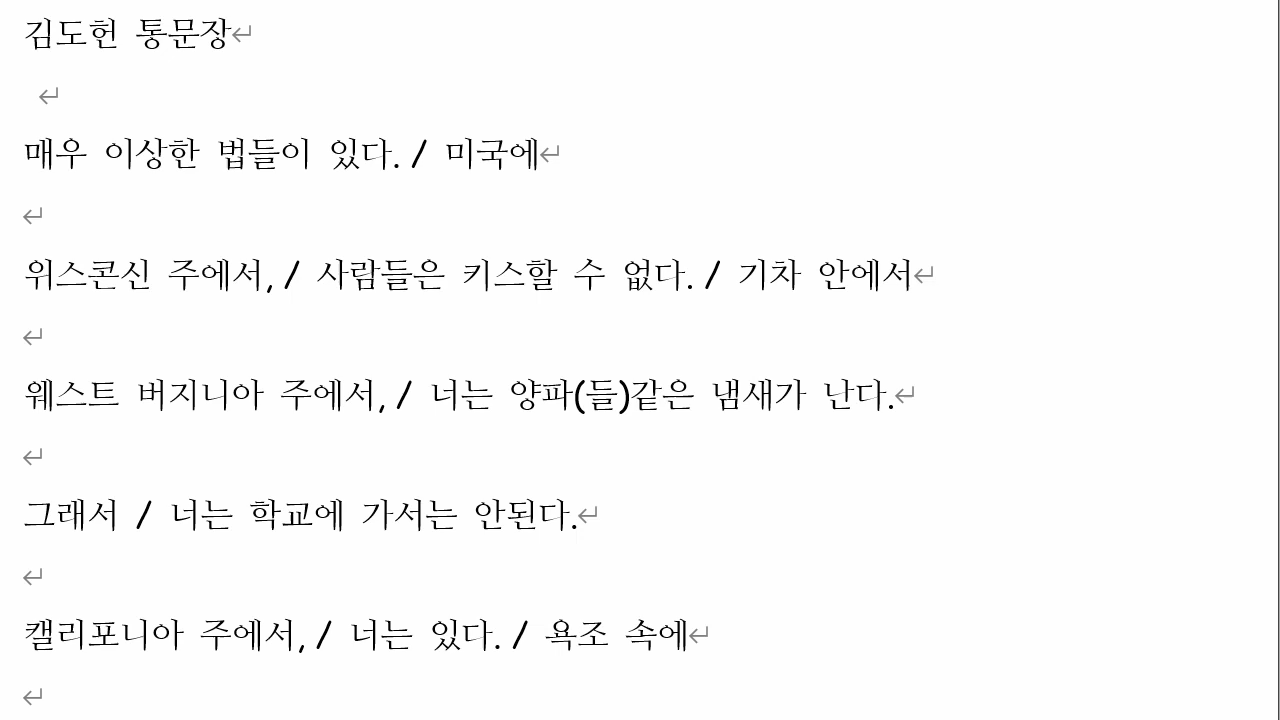 김도헌 통문장
매우 이상한 법들이 있다. / 미국에
위스콘신 주에서, / 사람들은 키스할 수 없다. / 기차 안에서
웨스트 버지니아 주에서, / 너는 양파(들)같은 냄새가 난다.
그래서 / 너는 학교에 가서는 안된다.
캘리포니아 주에서, / 너는 있다. / 욕조 속에